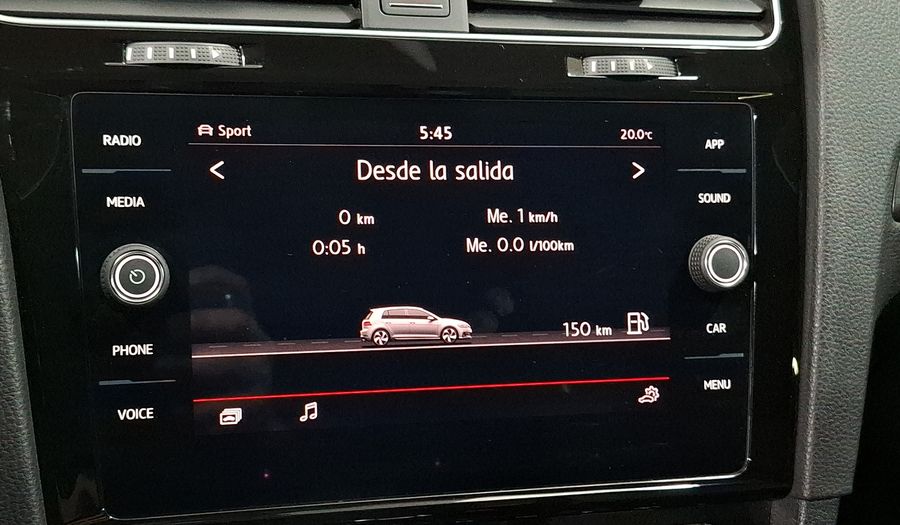 RADIO
MEDIA
PHONE
VOICE
Sport 5:45 20.0°C
< Desde la salida >
0 km Me. 1 km/h
0:05 h Me. 0.0 l/100km
150 km
APP
SOUND
CAR
MENU